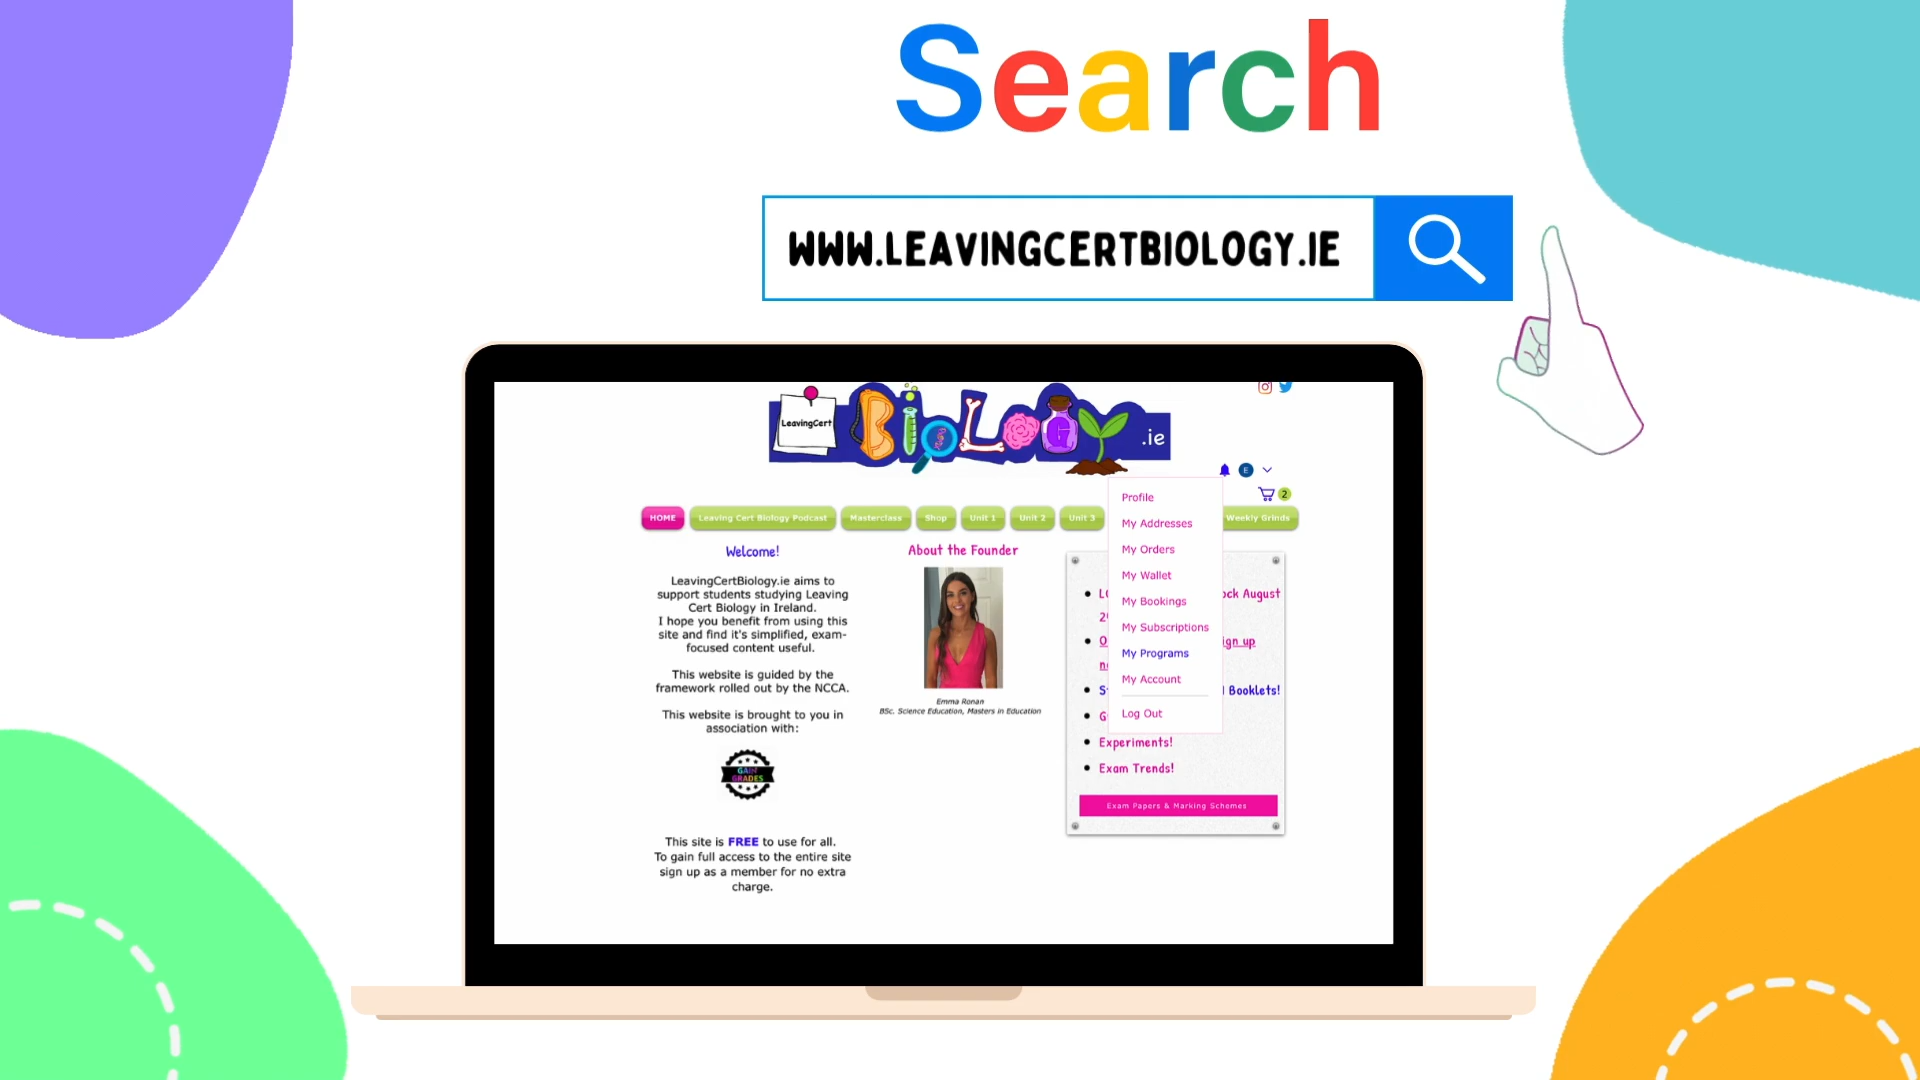 Search
WWW.LEAVINGCERTBIOLOGY.IE
LeavingCert
BioLoGY
.ie
E
2
HOME
Leaving Cert Biology Podcast
Masterclass
Shop
Unit 1
Unit 2
Unit 3
Weekly Grinds
Profile
My Addresses
My Orders
My Wallet
My Bookings
My Subscriptions
My Programs
My Account
Log Out
Welcome!
LeavingCertBiology.ie aims to
support students studying Leaving
Cert Biology in Ireland.
I hope you benefit from using this
site and find it's simplified, exam-
focused content useful.
This website is guided by the
framework rolled out by the NCCA.
This website is brought to you in
association with:
GAIN
GRADES
This site is FREE to use for all.
To gain full access to the entire site
sign up as a member for no extra
charge.
About the Founder
Emma Ronan
BSc. Science Education, Masters in Education
August
up
Booklets!
Experiments!
Exam Trends!
Exam Papers & Marking Schemes